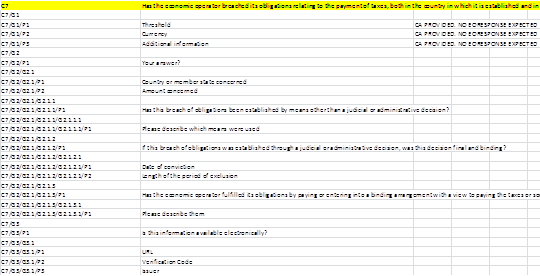 C7 Has the economic operator breached its obligations relating to the payment of taxes, both in the country in which it is established and in
C7/G1
C7/G1/P1 Threshold CA PROVIDED. NO EO RESPONSE EXPECTED
C7/G1/P2 Currency CA PROVIDED. NO EO RESPONSE EXPECTED
C7/G1/P3 Additional information CA PROVIDED. NO EO RESPONSE EXPECTED
C7/G2
C7/G2/P1 Your answer?
C7/G2/G2.1
C7/G2/G2.1/P1 Country or member state concerned
C7/G2/G2.1/P2 Amount concerned
C7/G2/G2.1/G2.1.1
C7/G2/G2.1/G2.1.1/P1 Has this breach of obligations been established by means other than a judicial or administrative decision?
C7/G2/G2.1/G2.1.1/G2.1.1.1
C7/G2/G2.1/G2.1.1/G2.1.1.1/P1 Please describe which means were used
C7/G2/G2.1/G2.1.2
C7/G2/G2.1/G2.1.2/P1 If this breach of obligations was established through a judicial or administrative decision, was this decision final and binding?
C7/G2/G2.1/G2.1.2/G2.1.2.1
C7/G2/G2.1/G2.1.2/G2.1.2.1/P1 Date of conviction
C7/G2/G2.1/G2.1.2/G2.1.2.1/P2 Length of the period of exclusion
C7/G2/G2.1/G2.1.3
C7/G2/G2.1/G2.1.3/P1 Has the economic operator fulfilled its obligations by paying or entering into a binding arrangement with a view to paying the taxes or so
C7/G2/G2.1/G2.1.3/G2.1.3.1
C7/G2/G2.1/G2.1.3/G2.1.3.1/P1 Please describe them
C7/G3
C7/G3/P1 Is this information available electronically?
C7/G3/G3.1
C7/G3/G3.1/P1 URL
C7/G3/G3.1/P2 Verification Code
C7/G3/G3.1/P3 Issuer